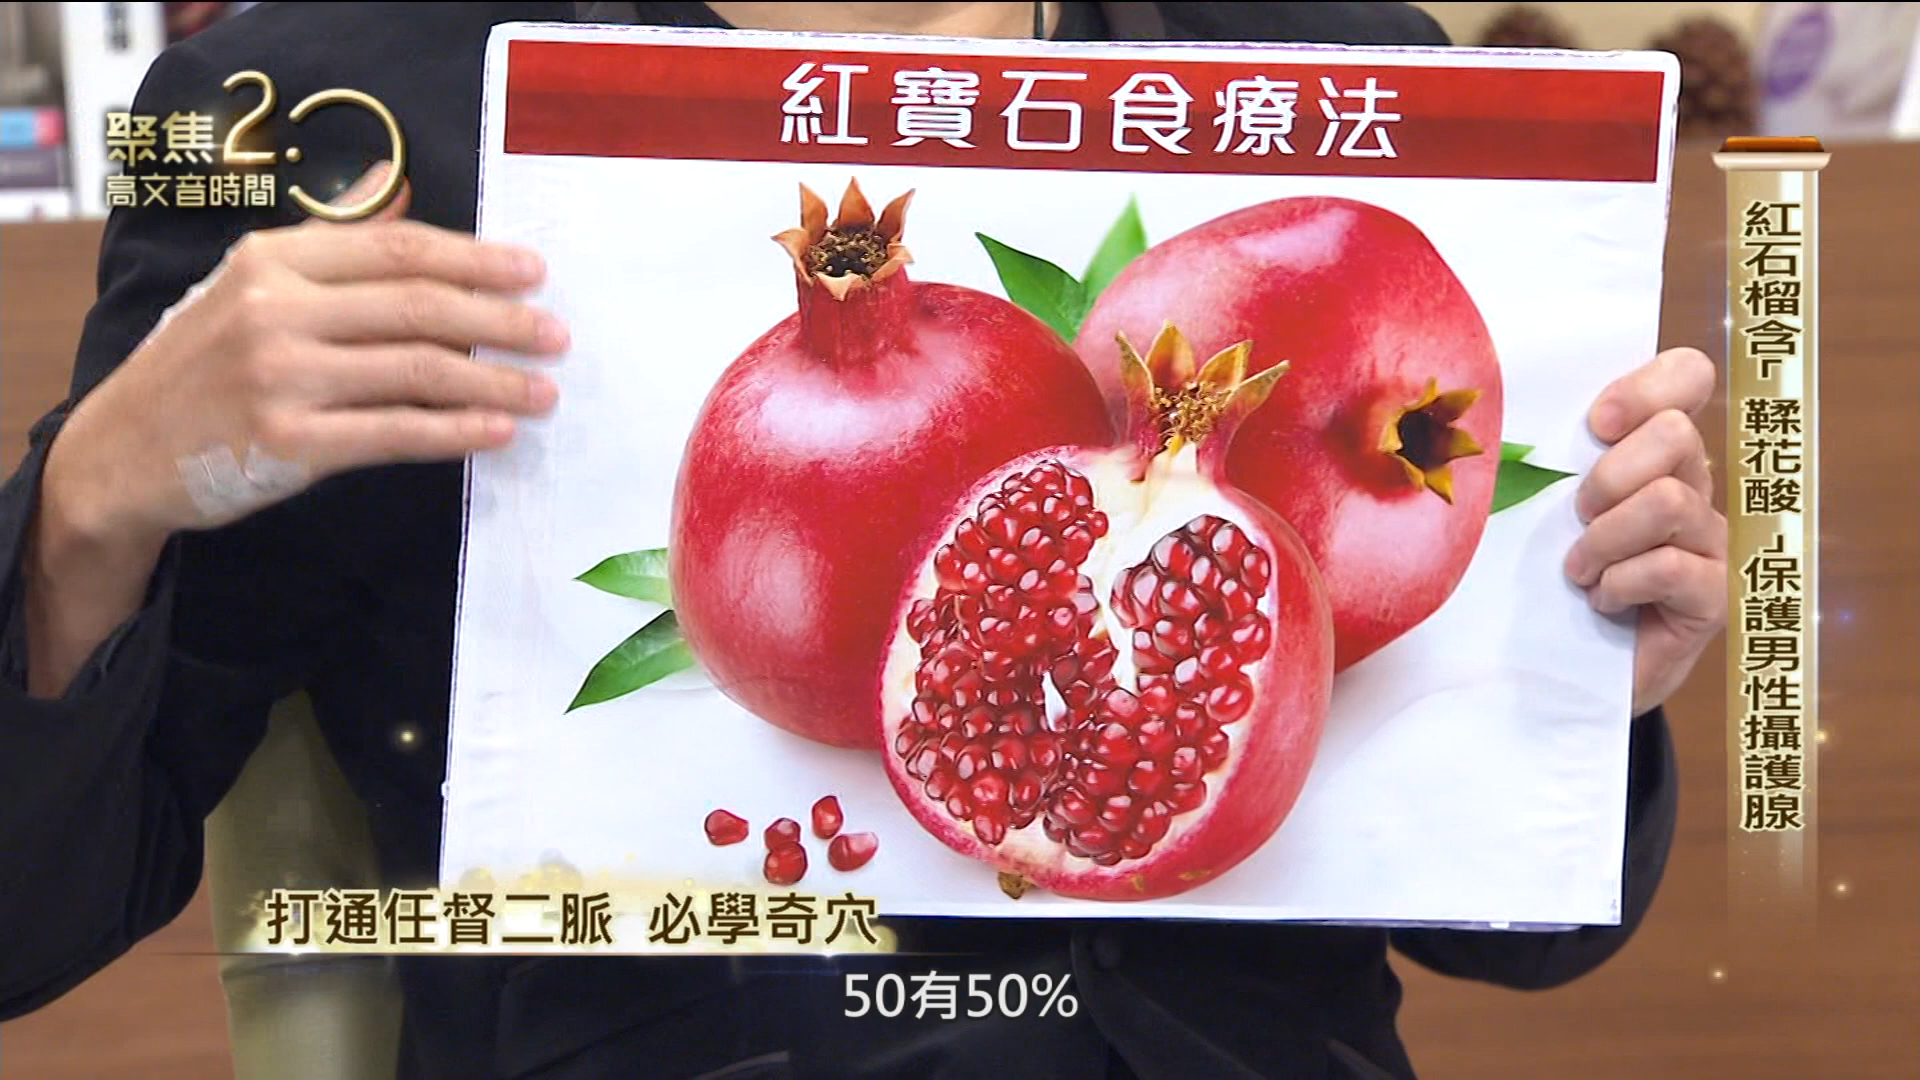 紅寶石食療法
聚焦2.0
高文音時間
紅石榴含「鞣花酸」保護男性攝護腺
打通任督二脈 必學奇穴
50有50%